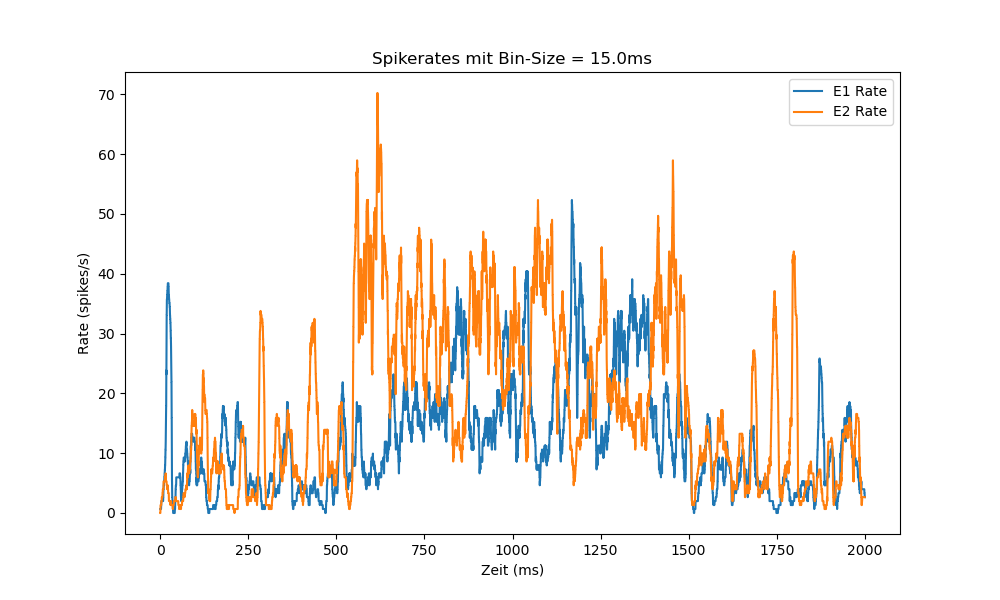 Spikerates mit Bin-Size = 15.0ms
E1 Rate
E2 Rate
70
60
50
40
30
20
10
0
Rate (spikes/s)
0 250 500 750 1000 1250 1500 1750 2000
Zeit (ms)